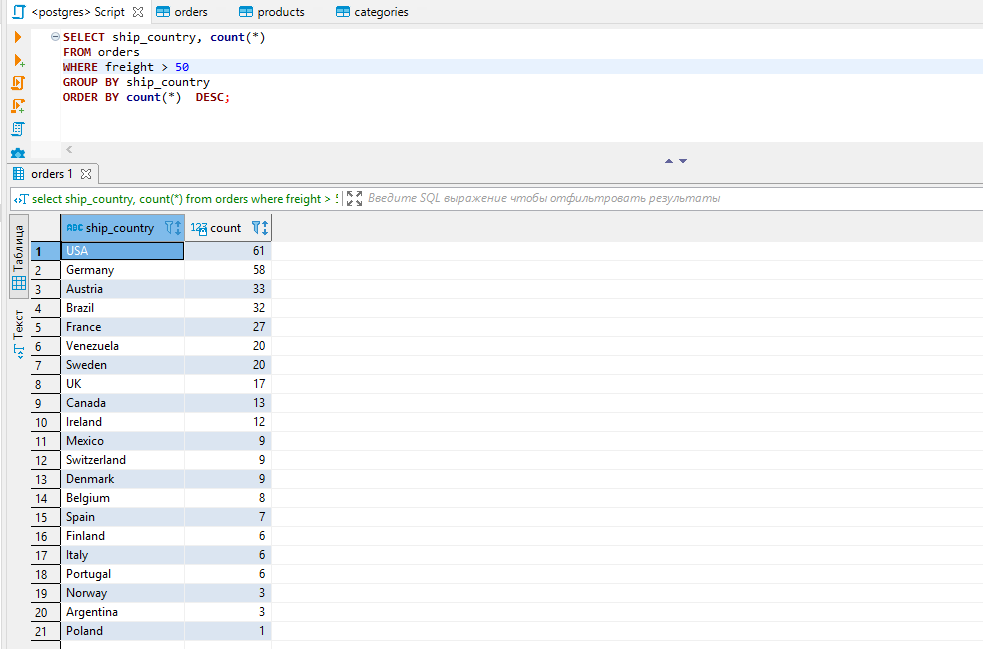 <postgres> Script orders products categories
SELECT ship_country, count(*)
FROM orders
WHERE freight > 50
GROUP BY ship_country
ORDER BY count(*) DESC;
orders 1
select ship_country, count(*) from orders where freight > Введите SQL выражение чтобы отфильтровать результаты
Таблица
Текст
ABC ship_country 123 count
1 USA 61
2 Germany 58
3 Austria 33
4 Brazil 32
5 France 27
6 Venezuela 20
7 Sweden 20
8 UK 17
9 Canada 13
10 Ireland 12
11 Mexico 9
12 Switzerland 9
13 Denmark 9
14 Belgium 8
15 Spain 7
16 Finland 6
17 Italy 6
18 Portugal 6
19 Norway 3
20 Argentina 3
21 Poland 1